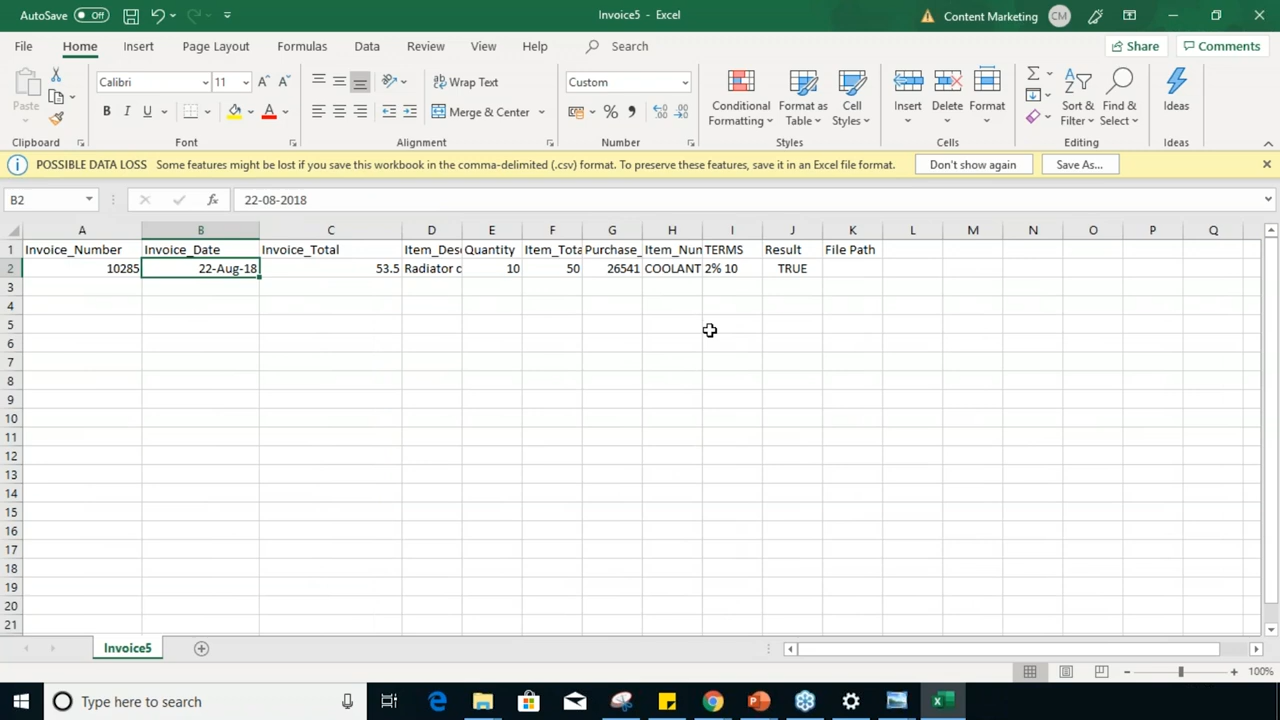 AutoSave Off Invoice5 - Excel Content Marketing CM
File Home Insert Page Layout Formulas Data Review View Help Search Share Comments
Paste Calibri 11 A A Wrap Text Custom Conditional Formatting Format as Table Cell Styles Insert Delete Format Sort & Filter Find & Select Ideas
B I U A Merge & Center % ,
Clipboard Font Alignment Number Styles Cells Editing Ideas
POSSIBLE DATA LOSS Some features might be lost if you save this workbook in the comma-delimited (.csv) format. To preserve these features, save it in an Excel file format. Don't show again Save As...
B2 fx 22-08-2018
A B C D E F G H I J K L M N O P Q
1 Invoice_Number Invoice_Date Invoice_Total Item_Des Quantity Item_Tota Purchase_ Item_Nun TERMS Result File Path
2 10285 22-Aug-18 53.5 Radiator c 10 50 26541 COOLANT 2% 10 TRUE
3
4
5
6
7
8
9
10
11
12
13
14
15
16
17
18
19
20
21
Invoice5
100%
Type here to search